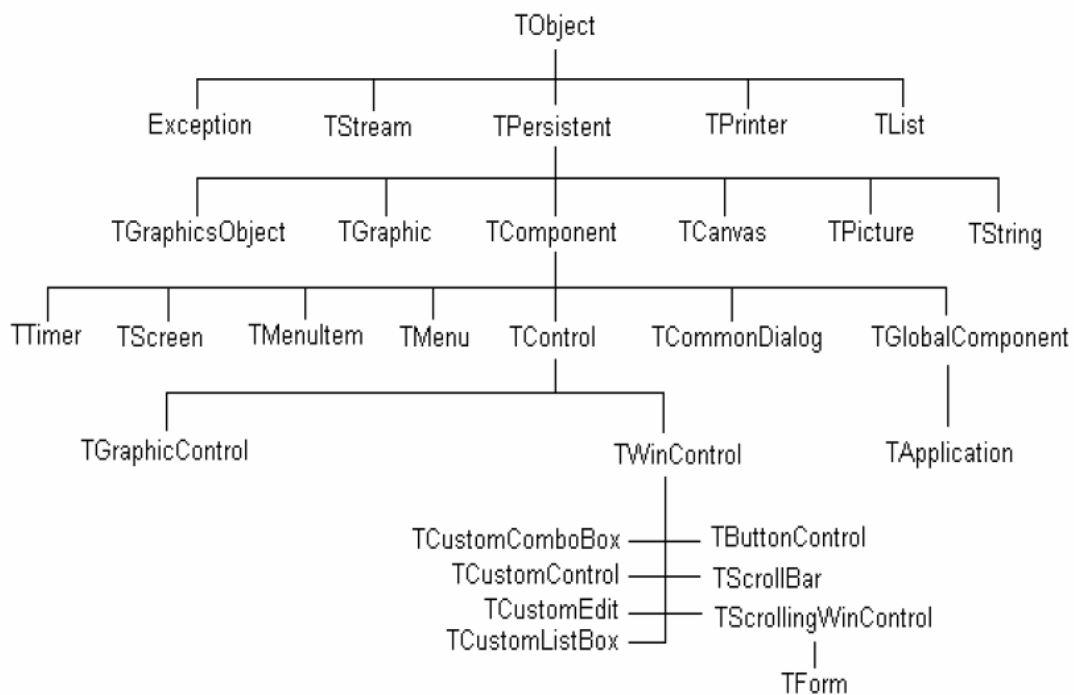 TObject
Exception TStream TPersistent TPrinter TList
TGraphicsObject TGraphic TComponent TCanvas TPicture TString
TTimer TScreen TMenuItem TMenu TControl TCommonDialog TGlobalComponent
TGraphicControl TWinControl TApplication
TCustomComboBox TButtonControl
TCustomControl TScrollBar
TCustomEdit TScrollingWinControl
TCustomListBox
TForm